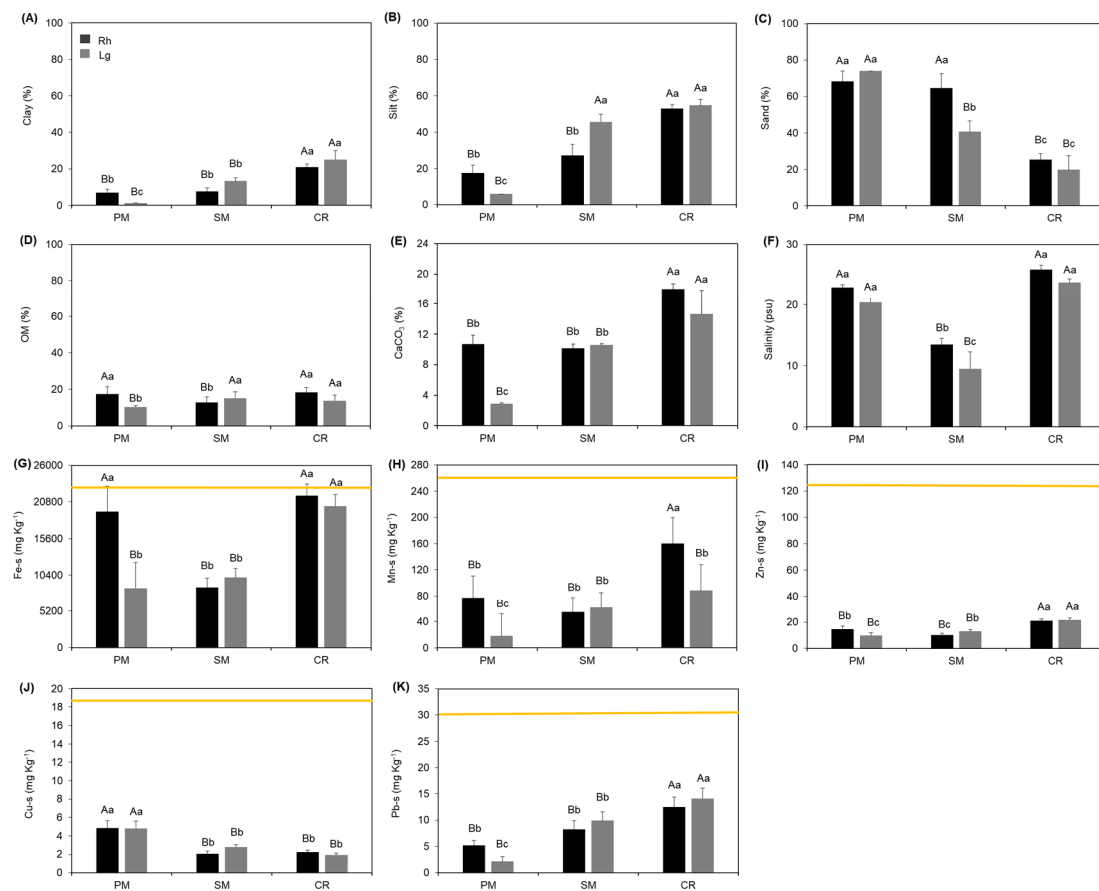 (A)
100
80
60
40
20
0
Clay (%)
Rh
Lg
Bb Bc Bb Bb Aa Aa
PM SM CR
(B)
100
80
60
40
20
0
Silt (%)
Bb Bc Bb Aa Aa Aa
PM SM CR
(C)
100
80
60
40
20
0
Sand (%)
Aa Aa Aa Bb Bc Bc
PM SM CR
(D)
100
80
60
40
20
0
OM (%)
Aa Bb Bb Aa Aa Aa
PM SM CR
(E)
24
20
16
12
8
4
0
CaCO₃ (%)
Bb Bc Bb Bb Aa Aa
PM SM CR
(F)
30
20
10
0
Salinity (psu)
Aa Aa Bb Bc Aa Aa
PM SM CR
(G)
26000
20800
15600
10400
5200
0
Fe-s (mg Kg⁻¹)
Aa Bb Bb Bb Aa Aa
PM SM CR
(H)
280
240
200
160
120
80
40
0
Mn-s (mg Kg⁻¹)
Bb Bc Bb Bb Aa Bb
PM SM CR
(I)
140
120
100
80
60
40
20
0
Zn-s (mg Kg⁻¹)
Bb Bc Bc Bb Aa Aa
PM SM CR
(J)
20
18
16
14
12
10
8
6
4
2
0
Cu-s (mg Kg⁻¹)
Aa Aa Bb Bb Bb Bb
PM SM CR
(K)
35
30
25
20
15
10
5
0
Pb-s (mg Kg⁻¹)
Bb Bc Bb Bb Aa Aa
PM SM CR